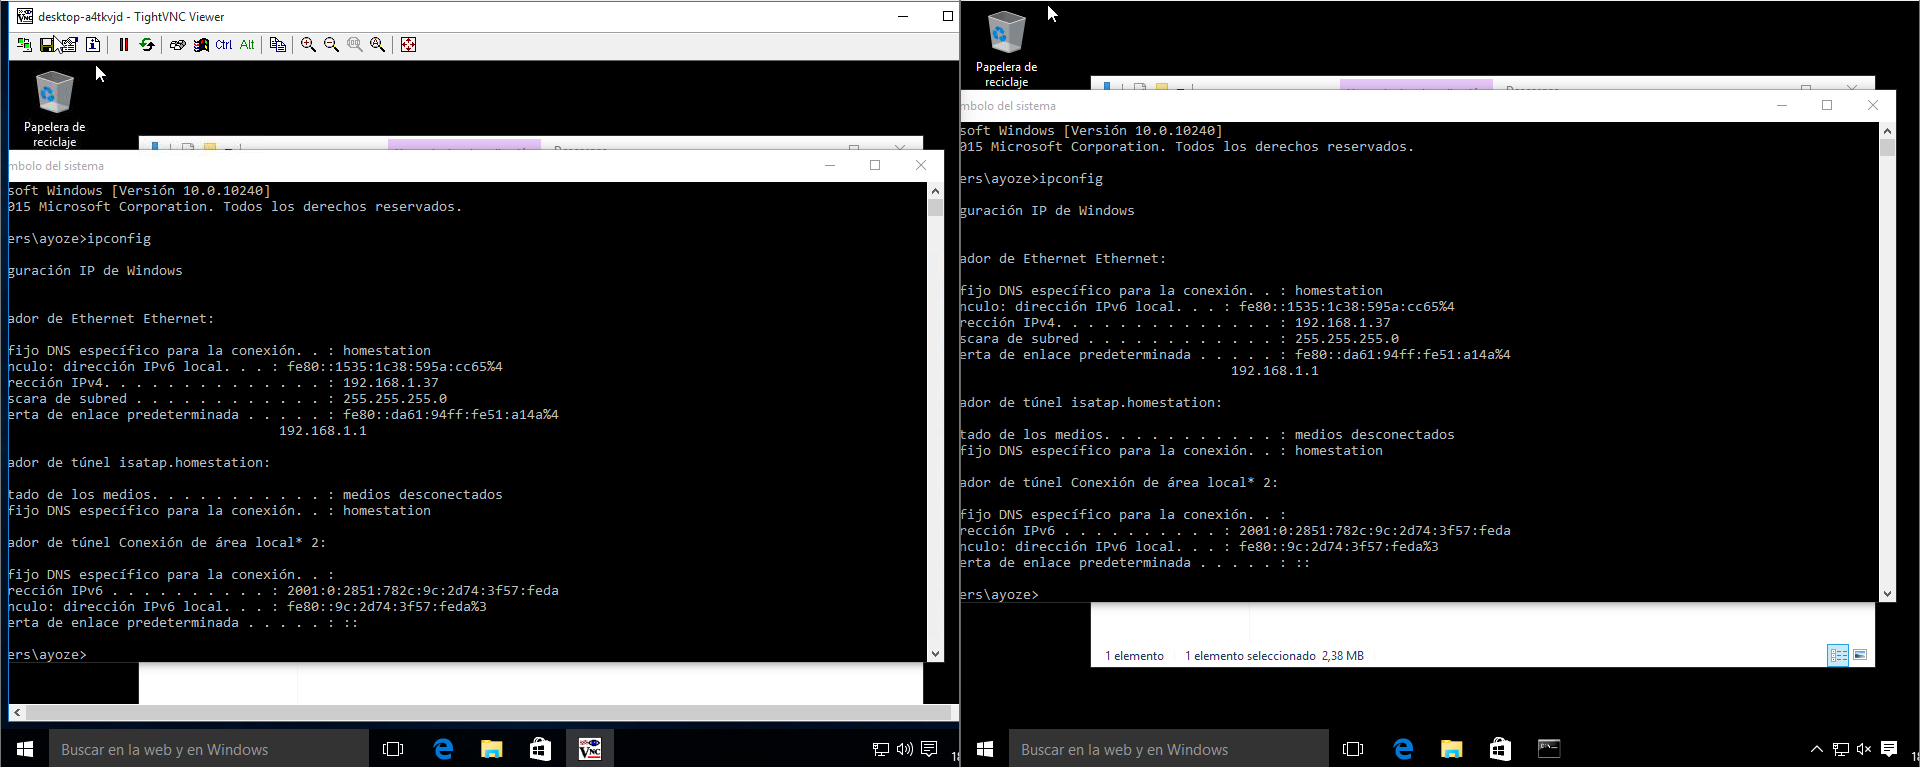 desktop-a4tkvjd - TightVNC Viewer
Ctrl Alt
Papelera de
reciclaje
mbolo del sistema
soft Windows [Versión 10.0.10240]
015 Microsoft Corporation. Todos los derechos reservados.
ers\ayoze>ipconfig
guración IP de Windows
ador de Ethernet Ethernet:
fijo DNS específico para la conexión. . : homestation
nculo: dirección IPv6 local. . . : fe80::1535:1c38:595a:cc65%4
rección IPv4. . . . . . . . . . . . . . : 192.168.1.37
scara de subred . . . . . . . . . . . . : 255.255.255.0
erta de enlace predeterminada . . . . . : fe80::da61:94ff:fe51:a14a%4
192.168.1.1
ador de túnel isatap.homestation:
tado de los medios. . . . . . . . . . . : medios desconectados
fijo DNS específico para la conexión. . : homestation
ador de túnel Conexión de área local* 2:
fijo DNS específico para la conexión. . :
rección IPv6 . . . . . . . . . . : 2001:0:2851:782c:9c:2d74:3f57:feda
nculo: dirección IPv6 local. . . : fe80::9c:2d74:3f57:feda%3
erta de enlace predeterminada . . . . . : ::
ers\ayoze>
Buscar en la web y en Windows
Papelera de
reciclaje
mbolo del sistema
soft Windows [Versión 10.0.10240]
015 Microsoft Corporation. Todos los derechos reservados.
ers\ayoze>ipconfig
guración IP de Windows
ador de Ethernet Ethernet:
fijo DNS específico para la conexión. . : homestation
nculo: dirección IPv6 local. . . : fe80::1535:1c38:595a:cc65%4
rección IPv4. . . . . . . . . . . . . . : 192.168.1.37
scara de subred . . . . . . . . . . . . : 255.255.255.0
erta de enlace predeterminada . . . . . : fe80::da61:94ff:fe51:a14a%4
192.168.1.1
ador de túnel isatap.homestation:
tado de los medios. . . . . . . . . . . : medios desconectados
fijo DNS específico para la conexión. . : homestation
ador de túnel Conexión de área local* 2:
fijo DNS específico para la conexión. . :
rección IPv6 . . . . . . . . . . : 2001:0:2851:782c:9c:2d74:3f57:feda
nculo: dirección IPv6 local. . . : fe80::9c:2d74:3f57:feda%3
erta de enlace predeterminada . . . . . : ::
ers\ayoze>
1 elemento 1 elemento seleccionado 2,38 MB
Buscar en la web y en Windows